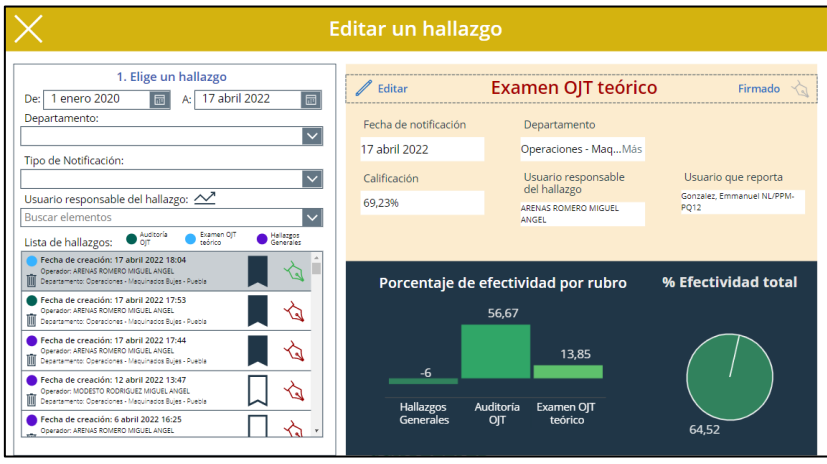 Editar un hallazgo
1. Elige un hallazgo
De: 1 enero 2020 A: 17 abril 2022
Departamento:
Tipo de Notificación:
Usuario responsable del hallazgo:
Buscar elementos
Lista de hallazgos:
Auditoría OJT
Examen OJT teórico
Hallazgos Generales
Fecha de creación: 17 abril 2022 18:04
Operador: ARENAS ROMERO MIGUEL ANGEL
Departamento: Operaciones - Maquinados Bujes - Puebla
Fecha de creación: 17 abril 2022 17:53
Operador: ARENAS ROMERO MIGUEL ANGEL
Departamento: Operaciones - Maquinados Bujes - Puebla
Fecha de creación: 17 abril 2022 17:44
Operador: ARENAS ROMERO MIGUEL ANGEL
Departamento: Operaciones - Maquinados Bujes - Puebla
Fecha de creación: 12 abril 2022 13:47
Operador: MODESTO RODRIGUEZ MIGUEL ANGEL
Departamento: Operaciones - Maquinados Bujes - Puebla
Fecha de creación: 6 abril 2022 16:25
Operador: ARENAS ROMERO MIGUEL ANGEL
Editar
Examen OJT teórico
Firmado
Fecha de notificación
17 abril 2022
Departamento
Operaciones - Maq...Más
Calificación
69,23%
Usuario responsable
del hallazgo
ARENAS ROMERO MIGUEL
ANGEL
Usuario que reporta
Gonzalez, Emmanuel NL/PPM-
PQ12
Porcentaje de efectividad por rubro
-6
56,67
13,85
Hallazgos
Generales
Auditoría
OJT
Examen OJT
teórico
% Efectividad total
64,52